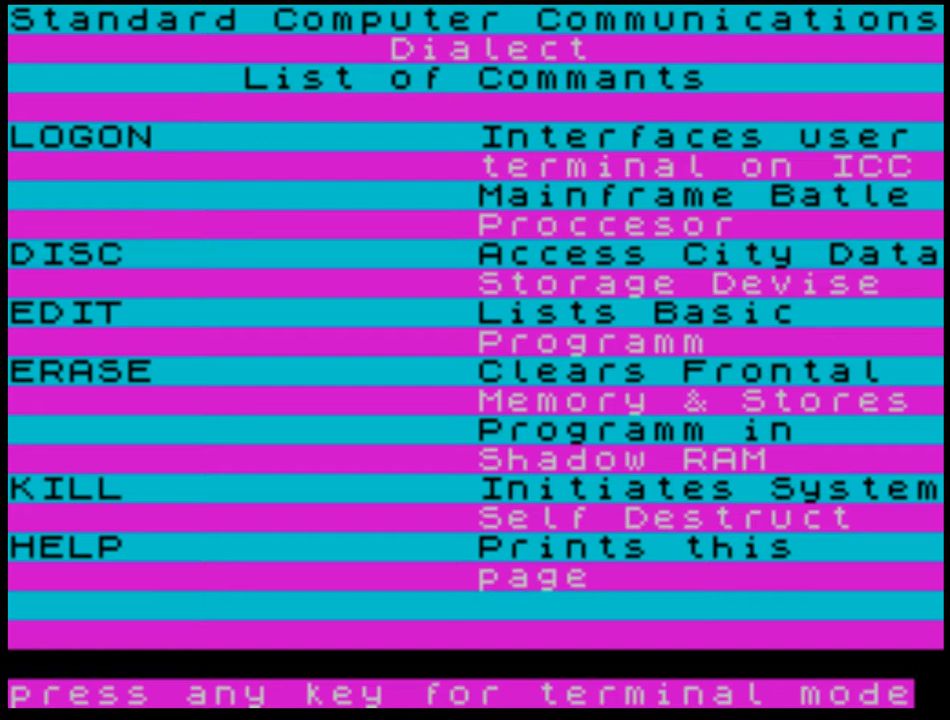 Standard Computer Communications
Dialect
List of Commants
LOGON Interfaces user
terminal on ICC
Mainframe Batle
Proccesor
DISC Access City Data
Storage Devise
EDIT Lists Basic
Programm
ERASE Clears Frontal
Memory & Stores
Programm in
Shadow RAM
KILL Initiates System
Self Destruct
HELP Prints this
page
press any key for terminal mode